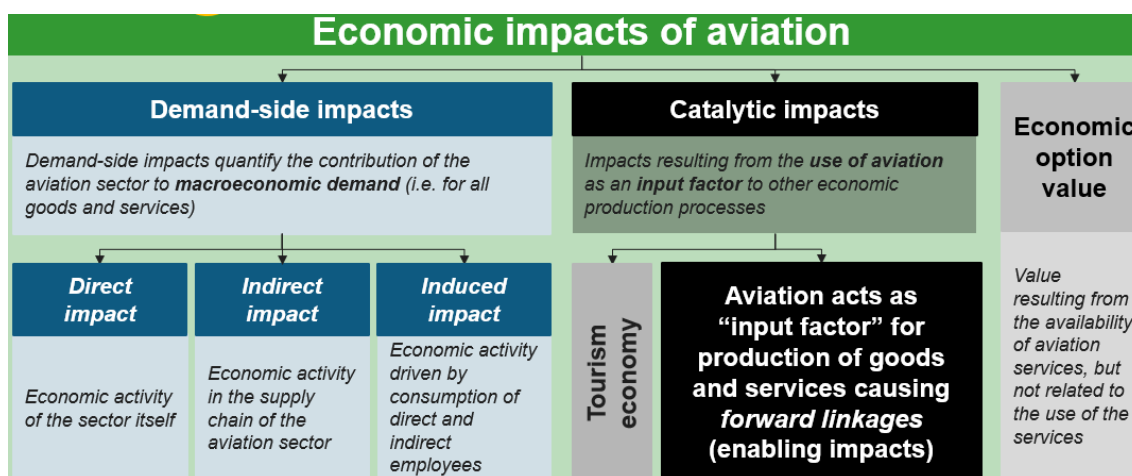 Economic impacts of aviation
Demand-side impacts
Demand-side impacts quantify the contribution of the
aviation sector to macroeconomic demand (i.e. for all
goods and services)
Direct
impact
Economic activity
of the sector itself
Indirect
impact
Economic activity
in the supply
chain of the
aviation sector
Induced
impact
Economic activity
driven by
consumption of
direct and
indirect
employees
Catalytic impacts
Impacts resulting from the use of aviation
as an input factor to other economic
production processes
Tourism
economy
Aviation acts as
“input factor” for
production of goods
and services causing
forward linkages
(enabling impacts)
Economic
option
value
Value
resulting from
the availability
of aviation
services, but
not related to
the use of the
services